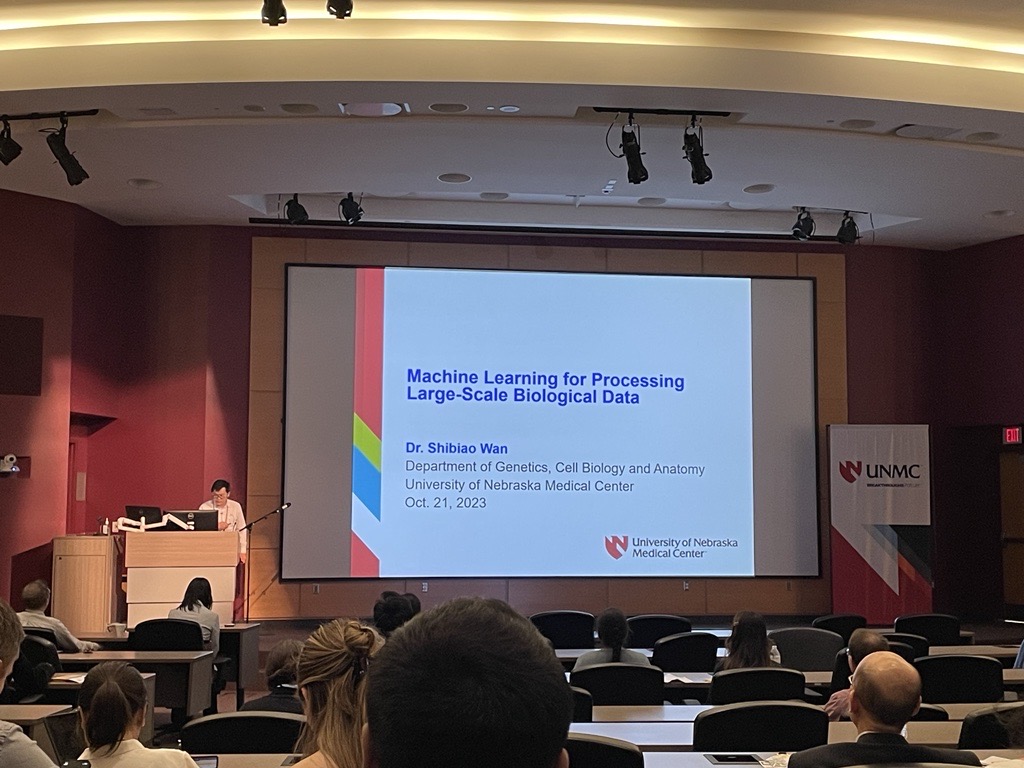 Machine Learning for Processing
Large-Scale Biological Data
Dr. Shibiao Wan
Department of Genetics, Cell Biology and Anatomy
University of Nebraska Medical Center
Oct. 21, 2023
University of Nebraska
Medical Center
UNMC
EXIT